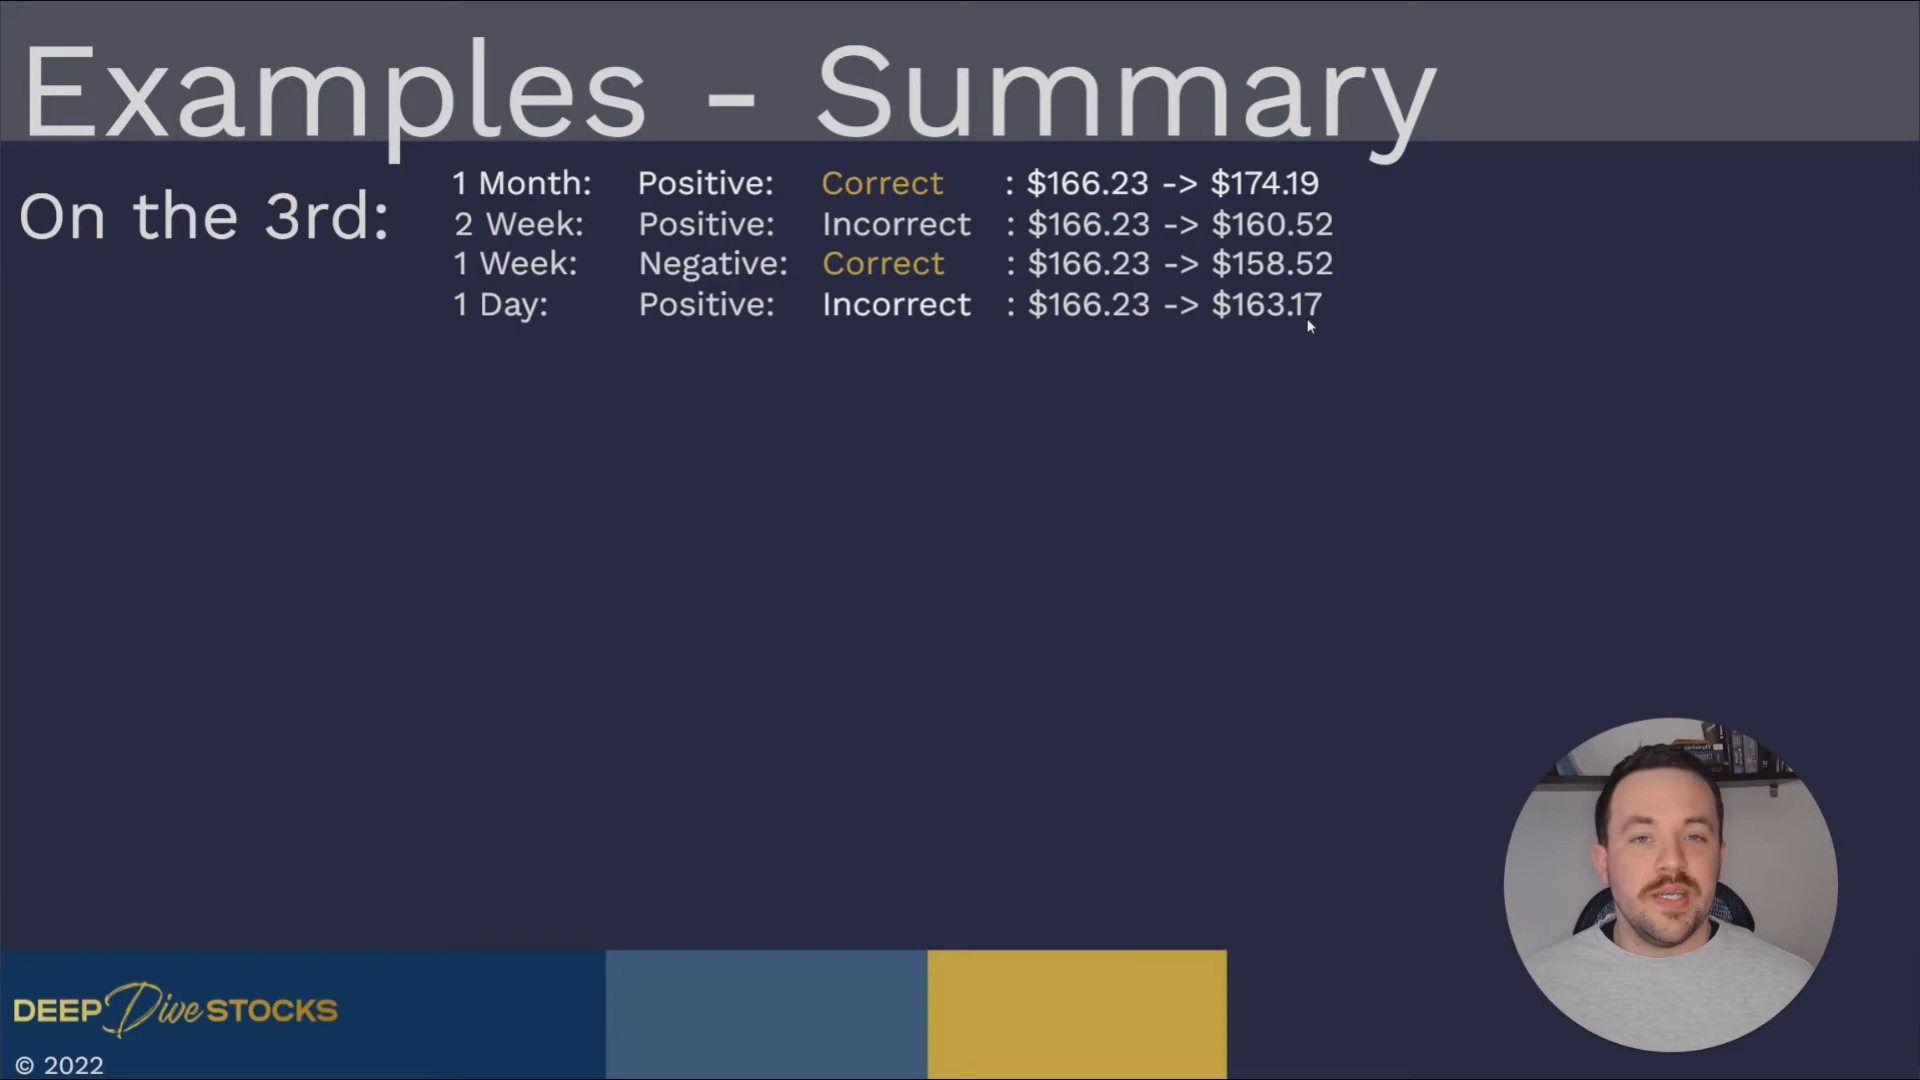 Examples - Summary
On the 3rd:
1 Month: Positive: Correct : $166.23 -> $174.19
2 Week: Positive: Incorrect : $166.23 -> $160.52
1 Week: Negative: Correct : $166.23 -> $158.52
1 Day: Positive: Incorrect : $166.23 -> $163.17
DEEP Dive STOCKS
© 2022